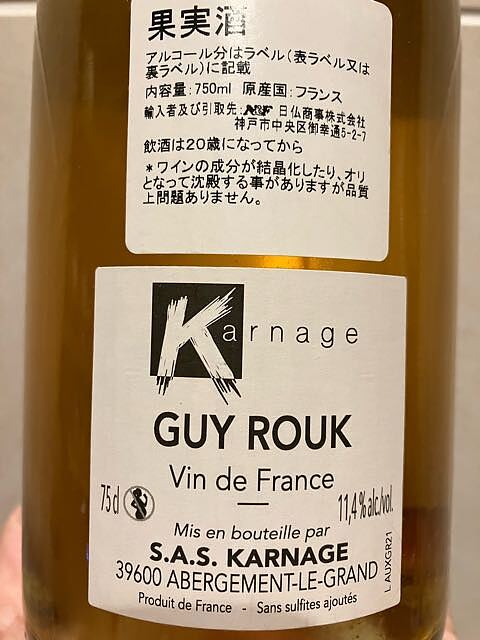 果実酒
アルコール分はラベル(表ラベル又は
裏ラベル)に記載
内容量:750ml 原産国:フランス
輸入者及び引取先:日仏商事株式会社
神戸市中央区御幸通5-2-7
飲酒は20歳になってから
*ワインの成分が結晶化したり、オリ
となって沈殿する事がありますが品質
上問題ありません。
Karnage
GUY ROUK
Vin de France
75cl
11,4%alc./vol.
Mis en bouteille par
S.A.S. KARNAGE
39600 ABERGEMENT-LE-GRAND
Produit de France - Sans sulfites ajoutés
L AUXGR21